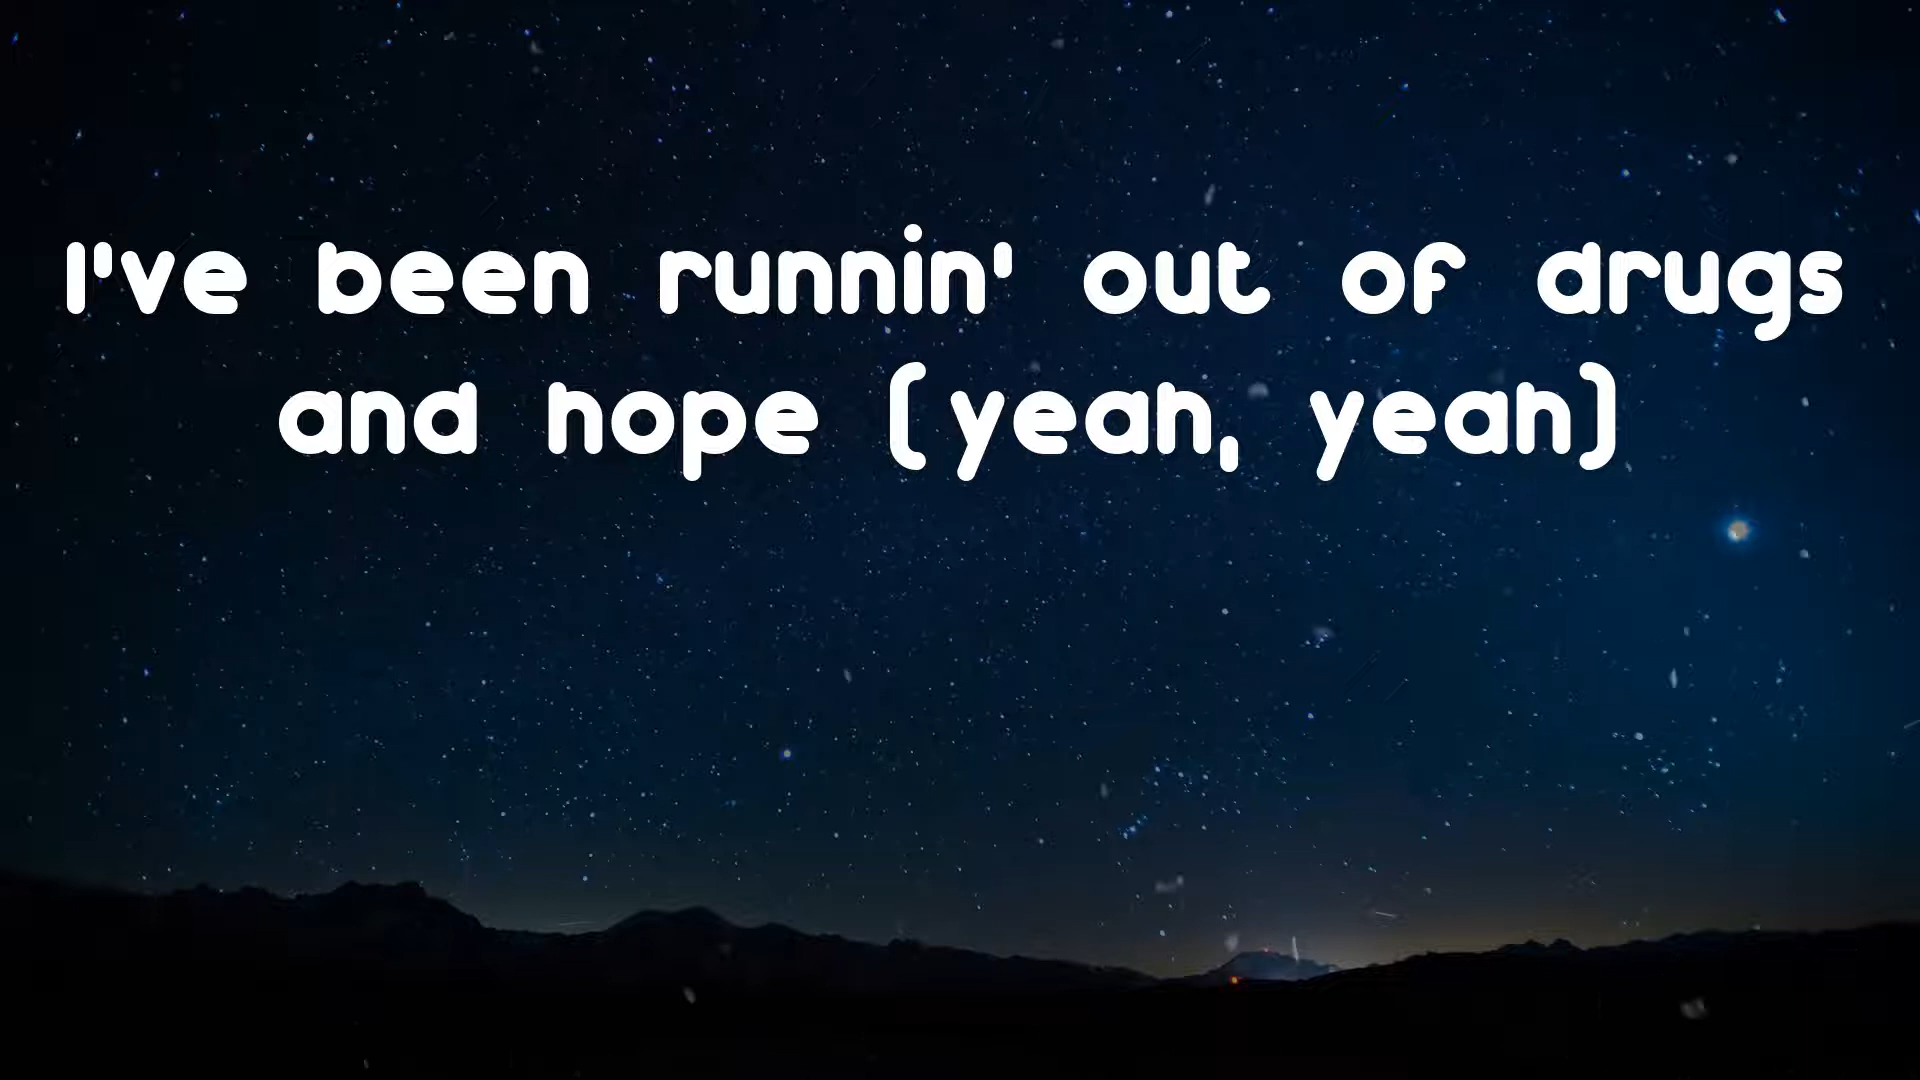 I've been runnin' out of drugs
and hope (yeah, yeah)